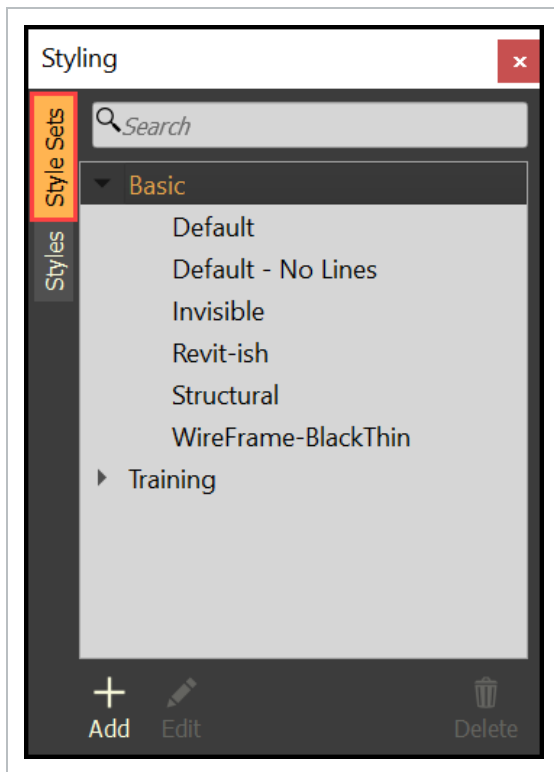 Styling
x
Style Sets
Styles
Search
Basic
Default
Default - No Lines
Invisible
Revit-ish
Structural
WireFrame-BlackThin
Training
Add
Edit
Delete